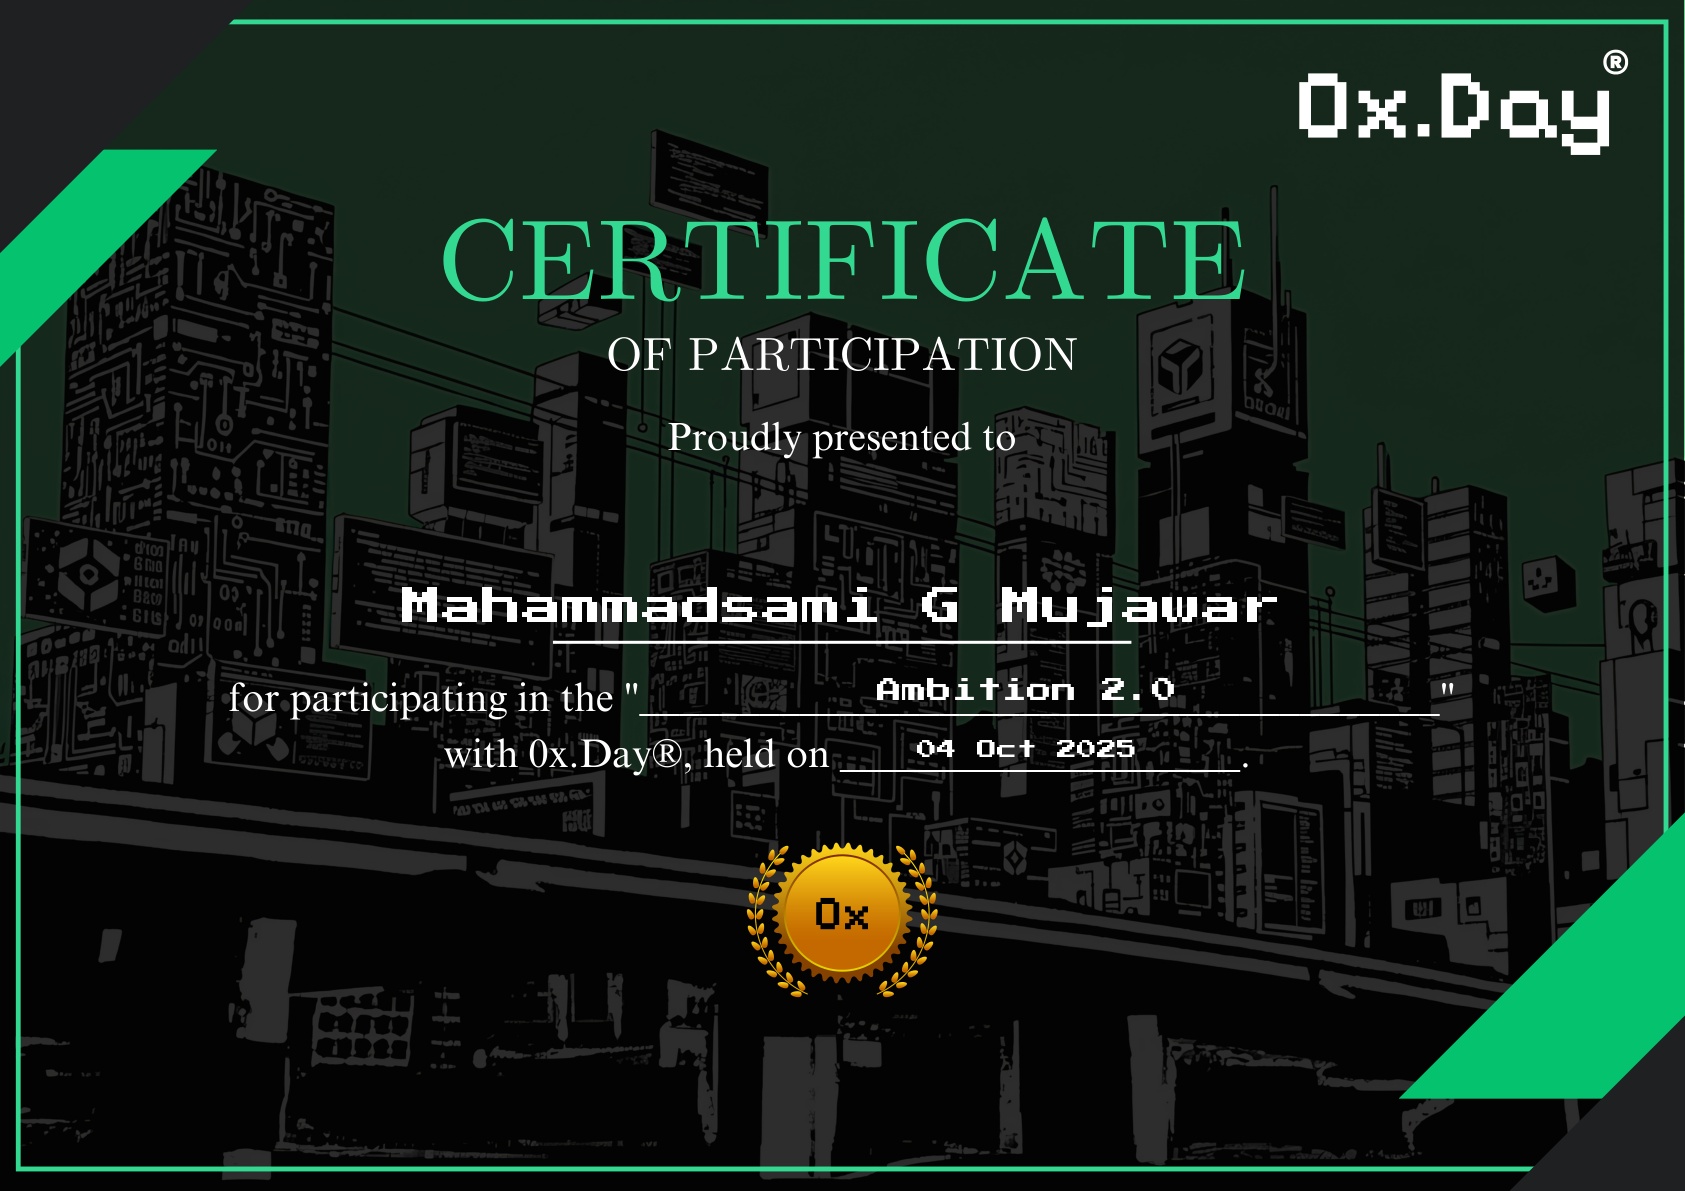 0x.Day®
CERTIFICATE
OF PARTICIPATION
Proudly presented to
Mahammadsami G Mujawar
for participating in the "Ambition 2.0"
with 0x.Day®, held on 04 Oct 2025.
0x